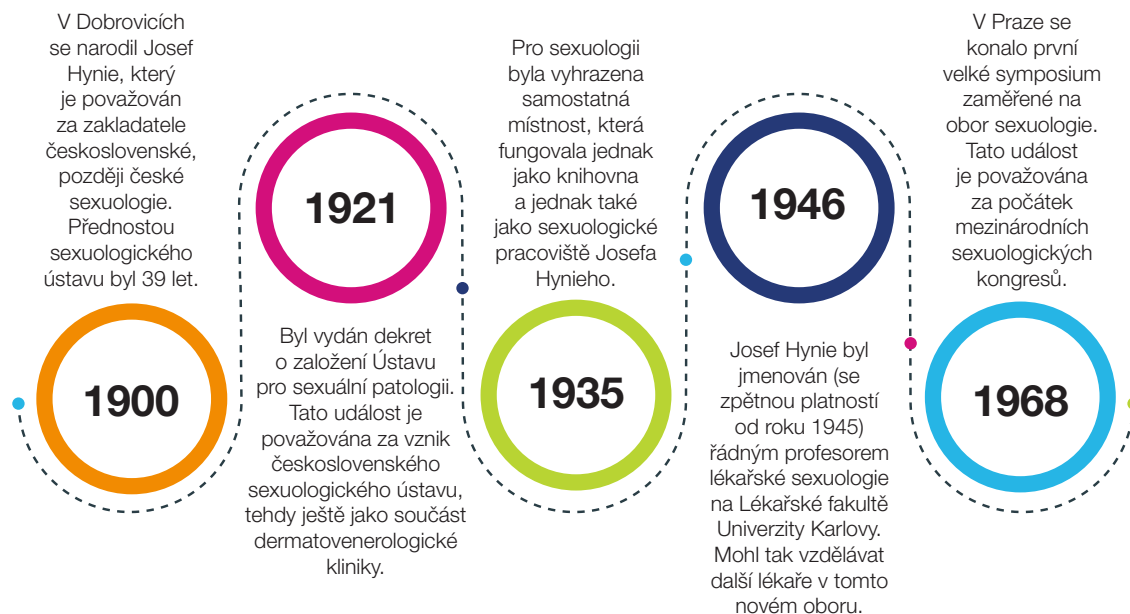 V Dobrovicích
se narodil Josef
Hynie, který
je považován
za zakladatele
československé,
později české
sexuologie.
Přednostou
sexuologického
ústavu byl 39 let.
1900
1921
Byl vydán dekret
o založení Ústavu
pro sexuální patologii.
Tato událost je
považována za vznik
československého
sexuologického ústavu,
tehdy ještě jako součást
dermatovenerologické
kliniky.
Pro sexuologii
byla vyhrazena
samostatná
místnost, která
fungovala jednak
jako knihovna
a jednak také
jako sexuologické
pracoviště Josefa
Hynieho.
1935
1946
Josef Hynie byl
jmenován (se
zpětnou platností
od roku 1945)
řádným profesorem
lékařské sexuologie
na Lékařské fakultě
Univerzity Karlovy.
Mohl tak vzdělávat
další lékaře v tomto
novém oboru.
V Praze se
konalo první
velké symposium
zaměřené na
obor sexuologie.
Tato událost
je považována
za počátek
mezinárodních
sexuologických
kongresů.
1968